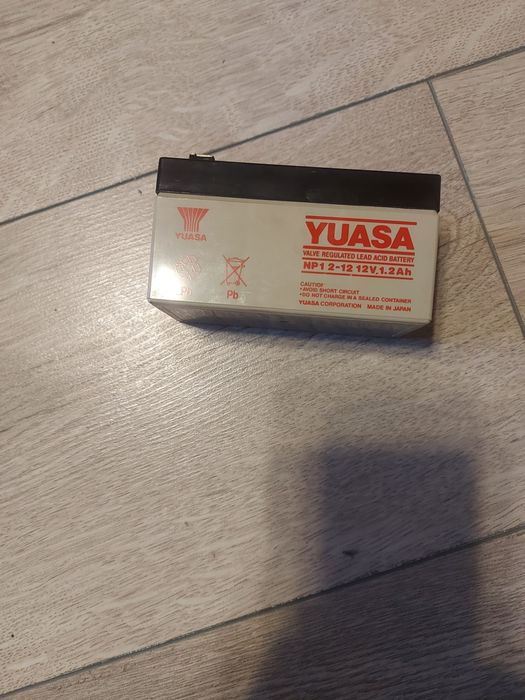 YUASA
Pb
YUASA
VALVE REGULATED LEAD ACID BATTERY
NP1 2-12 12V,1.2Ah
CAUTION
•AVOID SHORT CIRCUIT
•DO NOT CHARGE IN A SEALED CONTAINER
YUASA CORPORATION MADE IN JAPAN